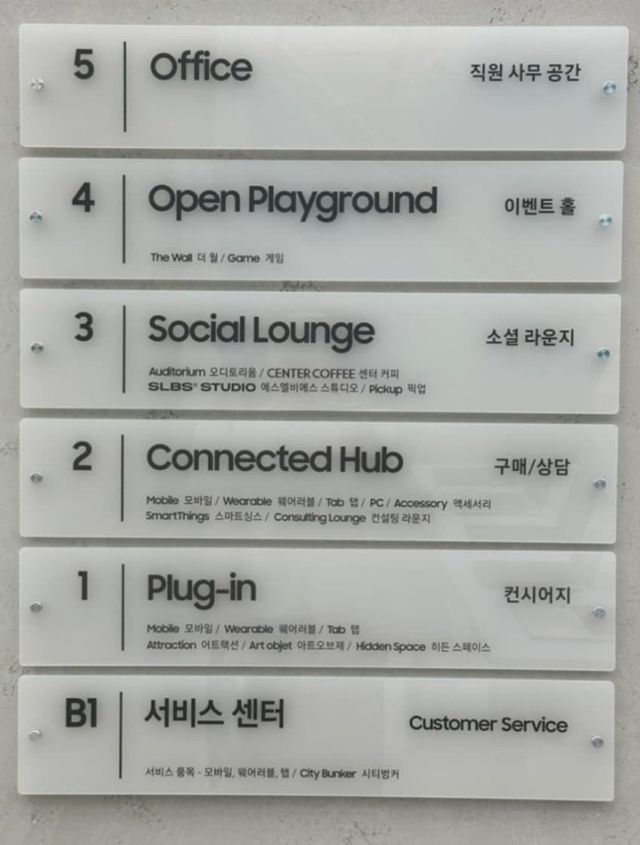 5 Office 직원 사무 공간
4 Open Playground 이벤트 홀
The Wall 더 월 / Game 게임
3 Social Lounge 소셜 라운지
Auditorium 오디토리움 / CENTER COFFEE 센터 커피
SLBS® STUDIO 에스엘비에스 스튜디오 / Pickup 픽업
2 Connected Hub 구매/상담
Mobile 모바일 / Wearable 웨어러블 / Tab 탭 / PC / Accessory 액세서리
SmartThings 스마트싱스 / Consulting Lounge 컨설팅 라운지
1 Plug-in 컨시어지
Mobile 모바일 / Wearable 웨어러블 / Tab 탭
Attraction 어트랙션 / Art objet 아트오브제 / Hidden Space 히든 스페이스
B1 서비스 센터 Customer Service
서비스 품목 - 모바일, 웨어러블, 탭 / City Bunker 시티벙커